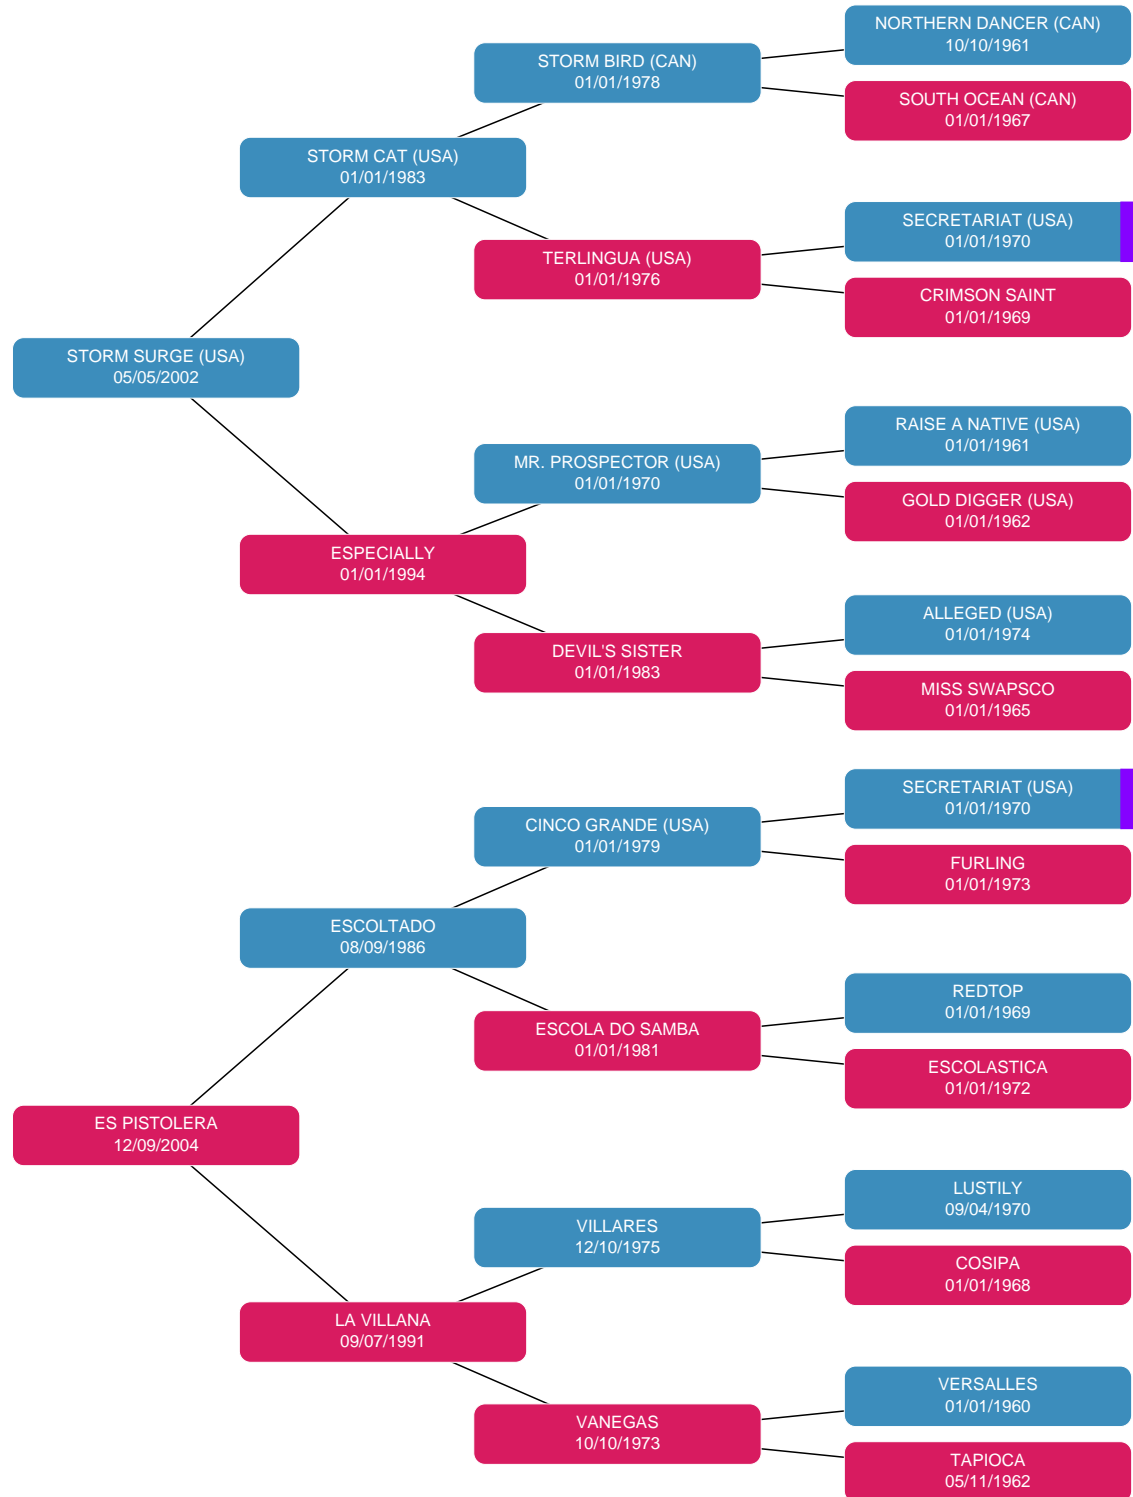 NORTHERN DANCER (CAN)
10/10/1961
STORM BIRD (CAN)
01/01/1978
SOUTH OCEAN (CAN)
01/01/1967
STORM CAT (USA)
01/01/1983
SECRETARIAT (USA)
01/01/1970
TERLINGUA (USA)
01/01/1976
CRIMSON SAINT
01/01/1969
STORM SURGE (USA)
05/05/2002
RAISE A NATIVE (USA)
01/01/1961
MR. PROSPECTOR (USA)
01/01/1970
GOLD DIGGER (USA)
01/01/1962
ESPECIALLY
01/01/1994
ALLEGED (USA)
01/01/1974
DEVIL'S SISTER
01/01/1983
MISS SWAPSCO
01/01/1965
SECRETARIAT (USA)
01/01/1970
CINCO GRANDE (USA)
01/01/1979
FURLING
01/01/1973
ESCOLTADO
08/09/1986
REDTOP
01/01/1969
ESCOLA DO SAMBA
01/01/1981
ESCOLASTICA
01/01/1972
ES PISTOLERA
12/09/2004
LUSTILY
09/04/1970
VILLARES
12/10/1975
COSIPA
01/01/1968
LA VILLANA
09/07/1991
VERSALLES
01/01/1960
VANEGAS
10/10/1973
TAPIOCA
05/11/1962